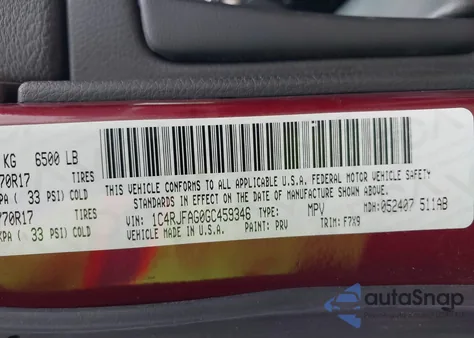 KG 6500 LB
70R17 TIRES
KPA ( 33 PSI) COLD
/70R17 TIRES
KPA ( 33 PSI) COLD
THIS VEHICLE CONFORMS TO ALL APPLICABLE
U.S.A. FEDERAL MOTOR VEHICLE SAFETY
STANDARDS IN EFFECT ON THE DATE OF MANUFACTURE SHOWN ABOVE.
VIN: 1C4RJFAG0GC459346 TYPE: MPV MDH: 052407 511AB
VEHICLE MADE IN U.S.A. PAINT: PRV TRIM: F7X9
autoSnap